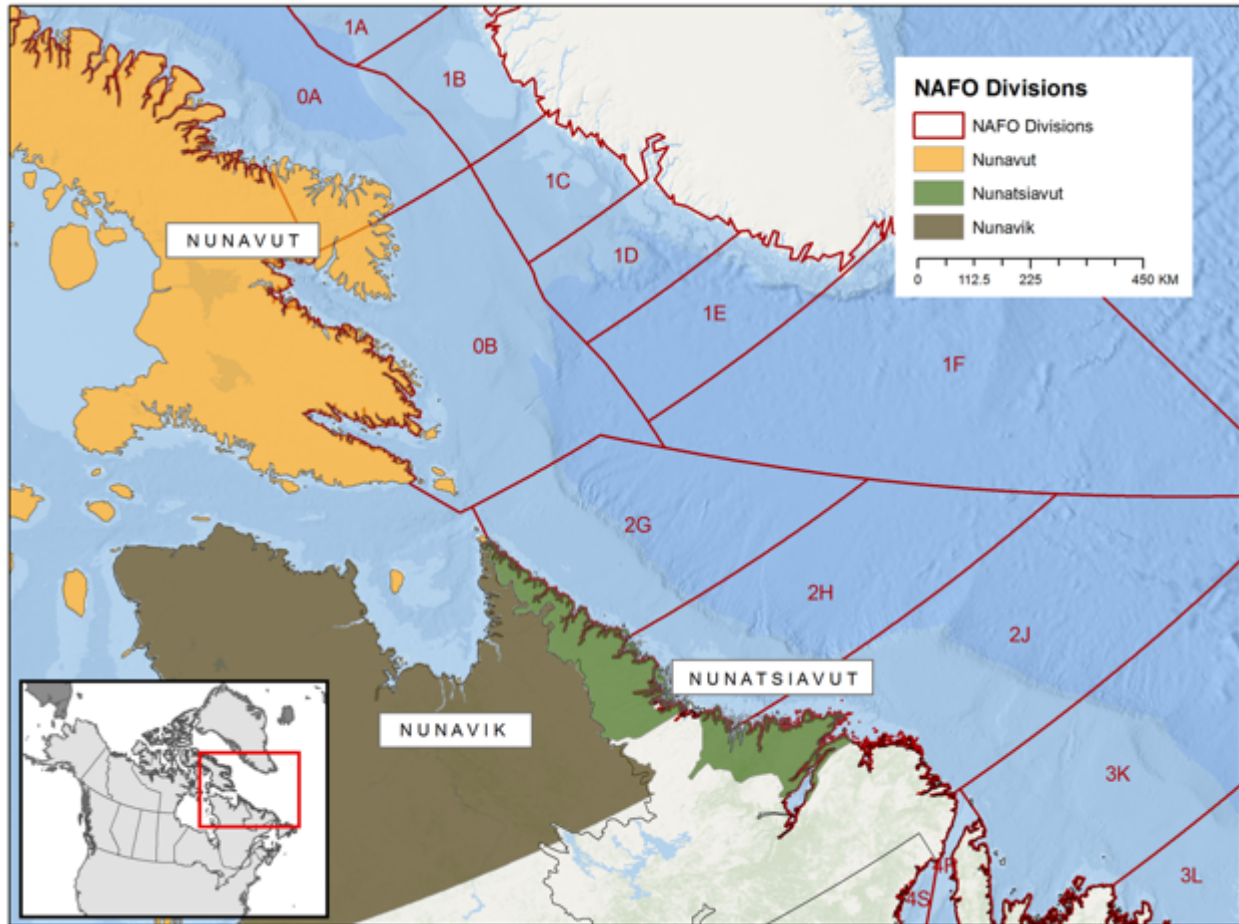 1A
1B
0A
NAFO Divisions
NAFO Divisions
Nunavut
Nunatsiavut
Nunavik
0 112.5 225 450 KM
1C
NUNAVUT
1D
1E
0B
1F
2G
2H
2J
NUNATSIAVUT
NUNAVIK
3K
4R
4S
3L